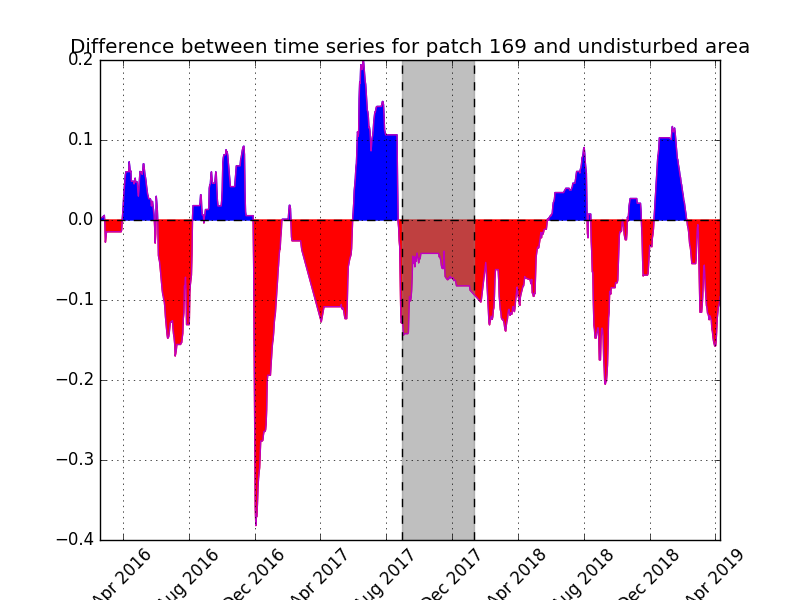 Difference between time series for patch 169 and undisturbed area
0.2
0.1
0.0
−0.1
−0.2
−0.3
−0.4
Apr 2016
Aug 2016
Dec 2016
Apr 2017
Aug 2017
Dec 2017
Apr 2018
Aug 2018
Dec 2018
Apr 2019